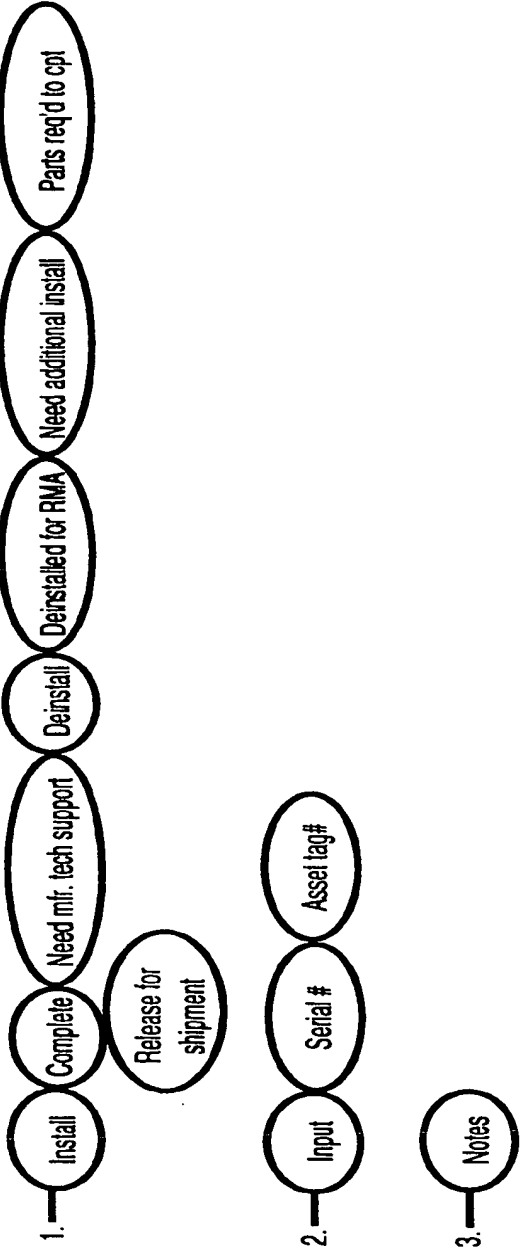 1.
Install
Complete
Need mfr. tech support
Deinstall
Deinstalled for RMA
Need additional install
Parts req'd to cpt
Release for
shipment
2.
Input
Serial #
Asset tag#
3.
Notes